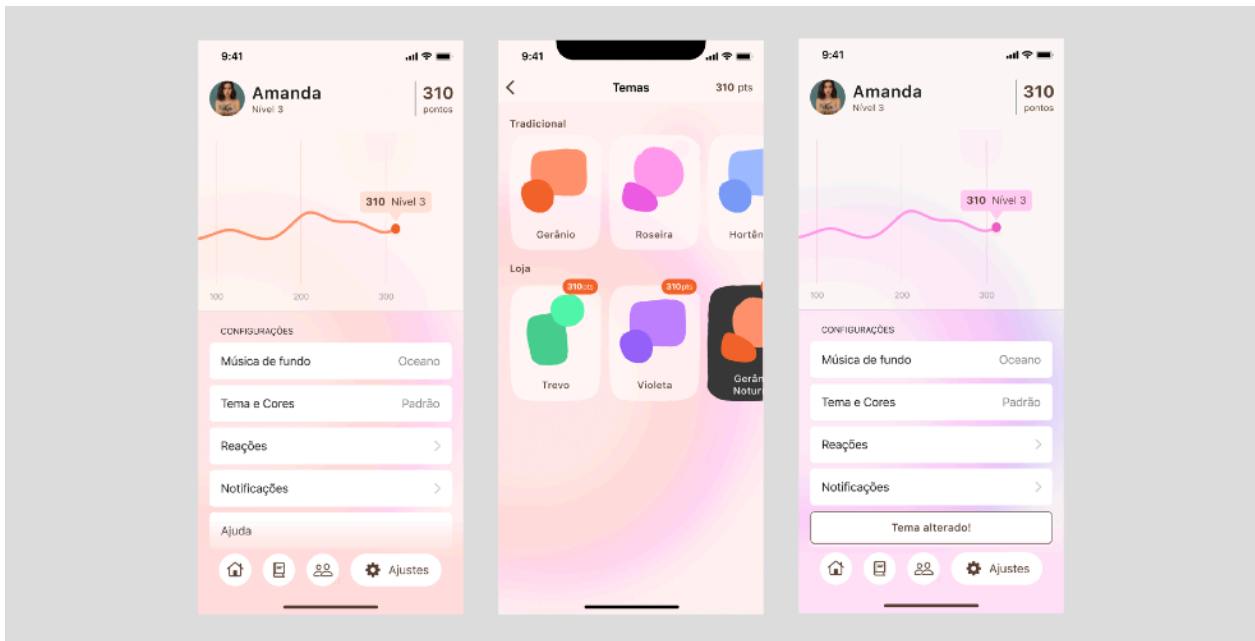 9:41
Amanda
Nível 3
310
pontos
310 Nível 3
100 200 300
CONFIGURAÇÕES
Música de fundo Oceano
Tema e Cores Padrão
Reações
Notificações
Ajuda
Ajustes
9:41
Temas 310 pts
Tradicional
Gerânio Roseira Hortên
Loja
310pts 310pts
Trevo Violeta Gerân
Notur
9:41
Amanda
Nível 3
310
pontos
310 Nível 3
100 200 300
CONFIGURAÇÕES
Música de fundo Oceano
Tema e Cores Padrão
Reações
Notificações
Tema alterado!
Ajustes